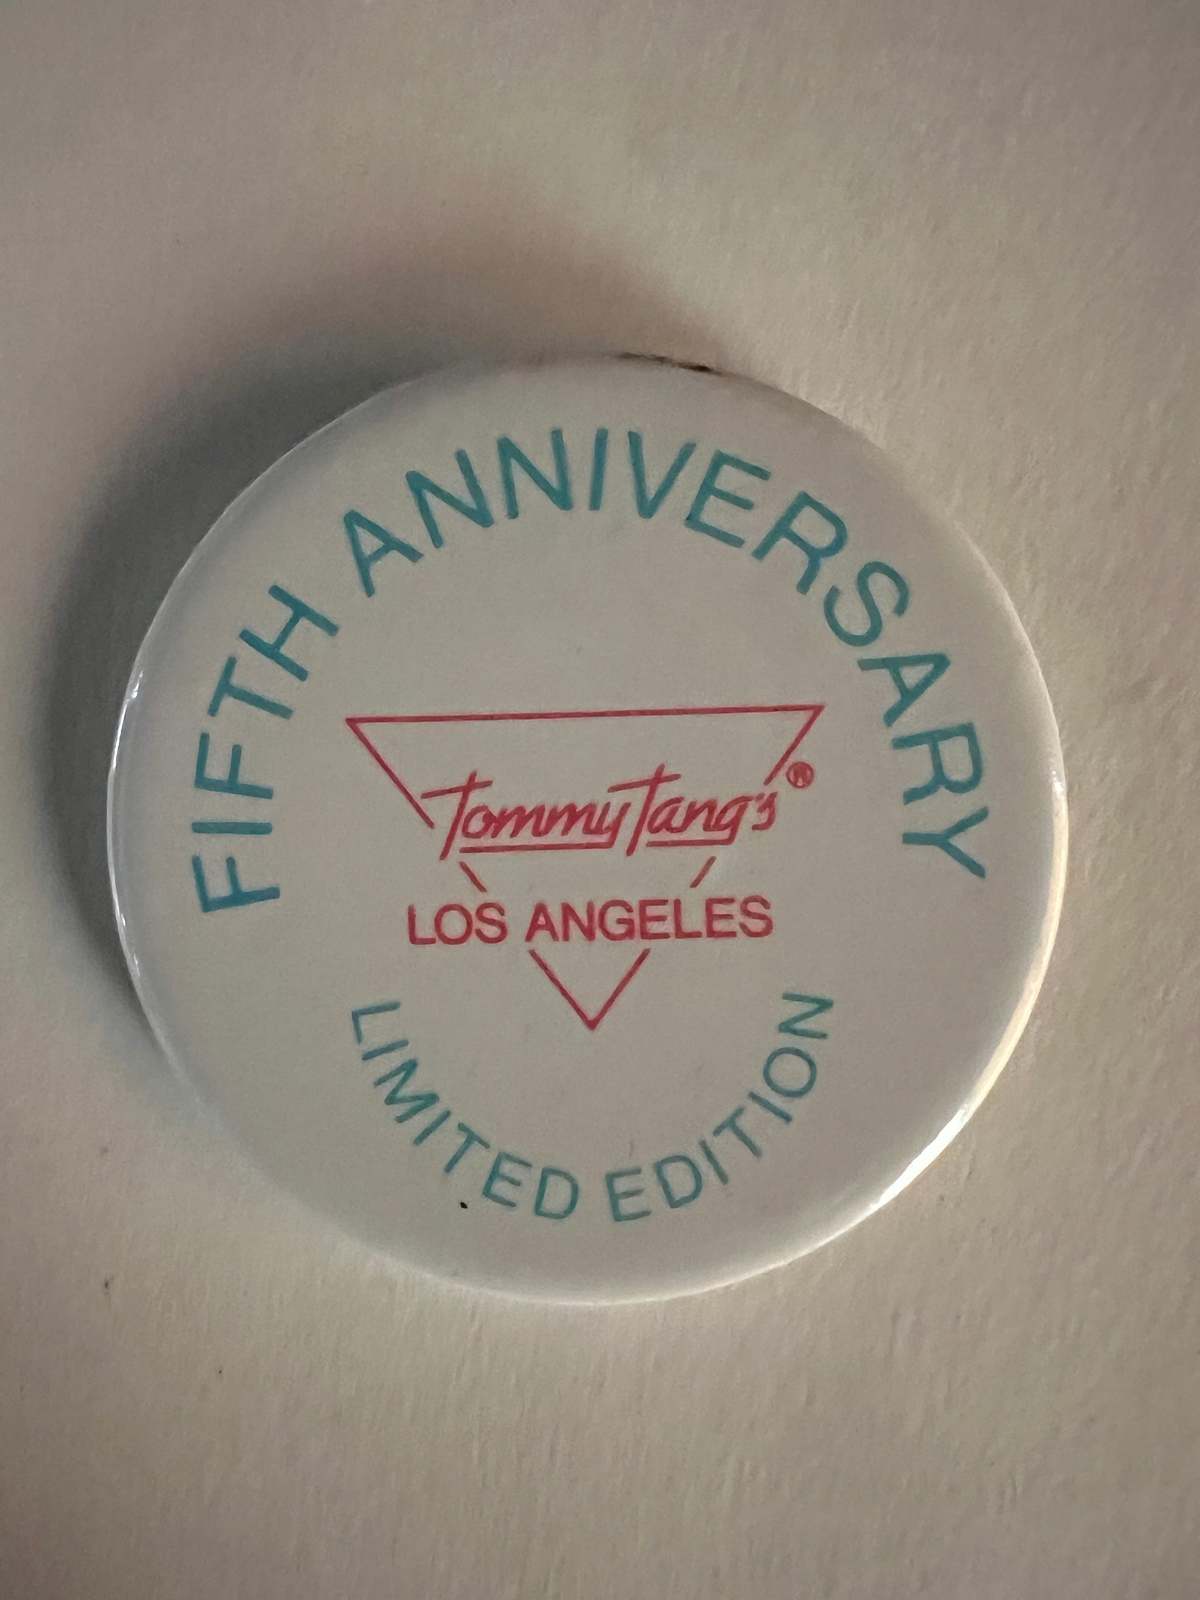 FIFTH ANNIVERSARY
Tommy Tang's®
LOS ANGELES
LIMITED EDITION